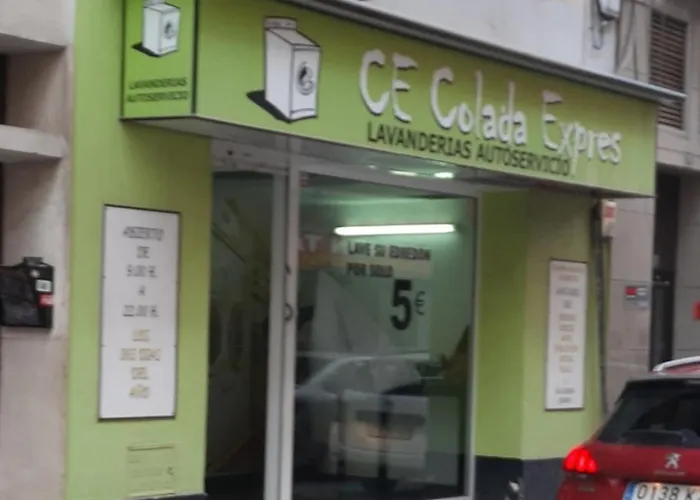 LAVANDERIAS
AUTOSERVICIO
CE Colada Expres
LAVANDERIAS AUTOSERVICIO
ABIERTO
DE
9.00 H.
A
22.00 H.
LOS
365 DIAS
DEL
AÑO
LAVE SU EDREDON
POR SOLO
5€
0138